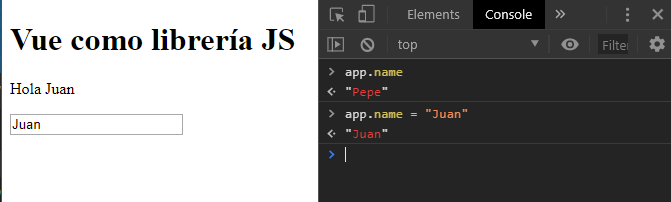 Vue como librería JS
Hola Juan
Juan
Elements Console »
top Filter
> app.name
"Pepe"
> app.name = "Juan"
"Juan"
>